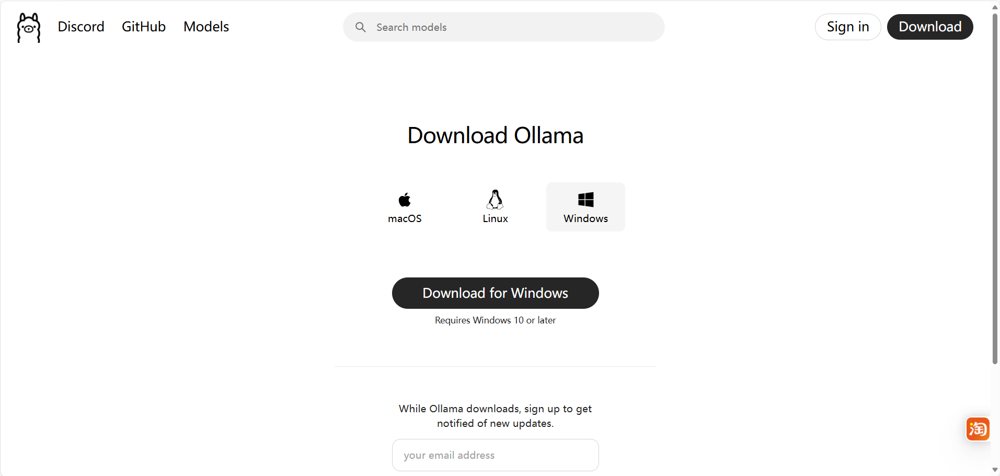 Discord GitHub Models
Search models
Sign in Download
Download Ollama
macOS Linux Windows
Download for Windows
Requires Windows 10 or later
While Ollama downloads, sign up to get
notified of new updates.
淘
your email address